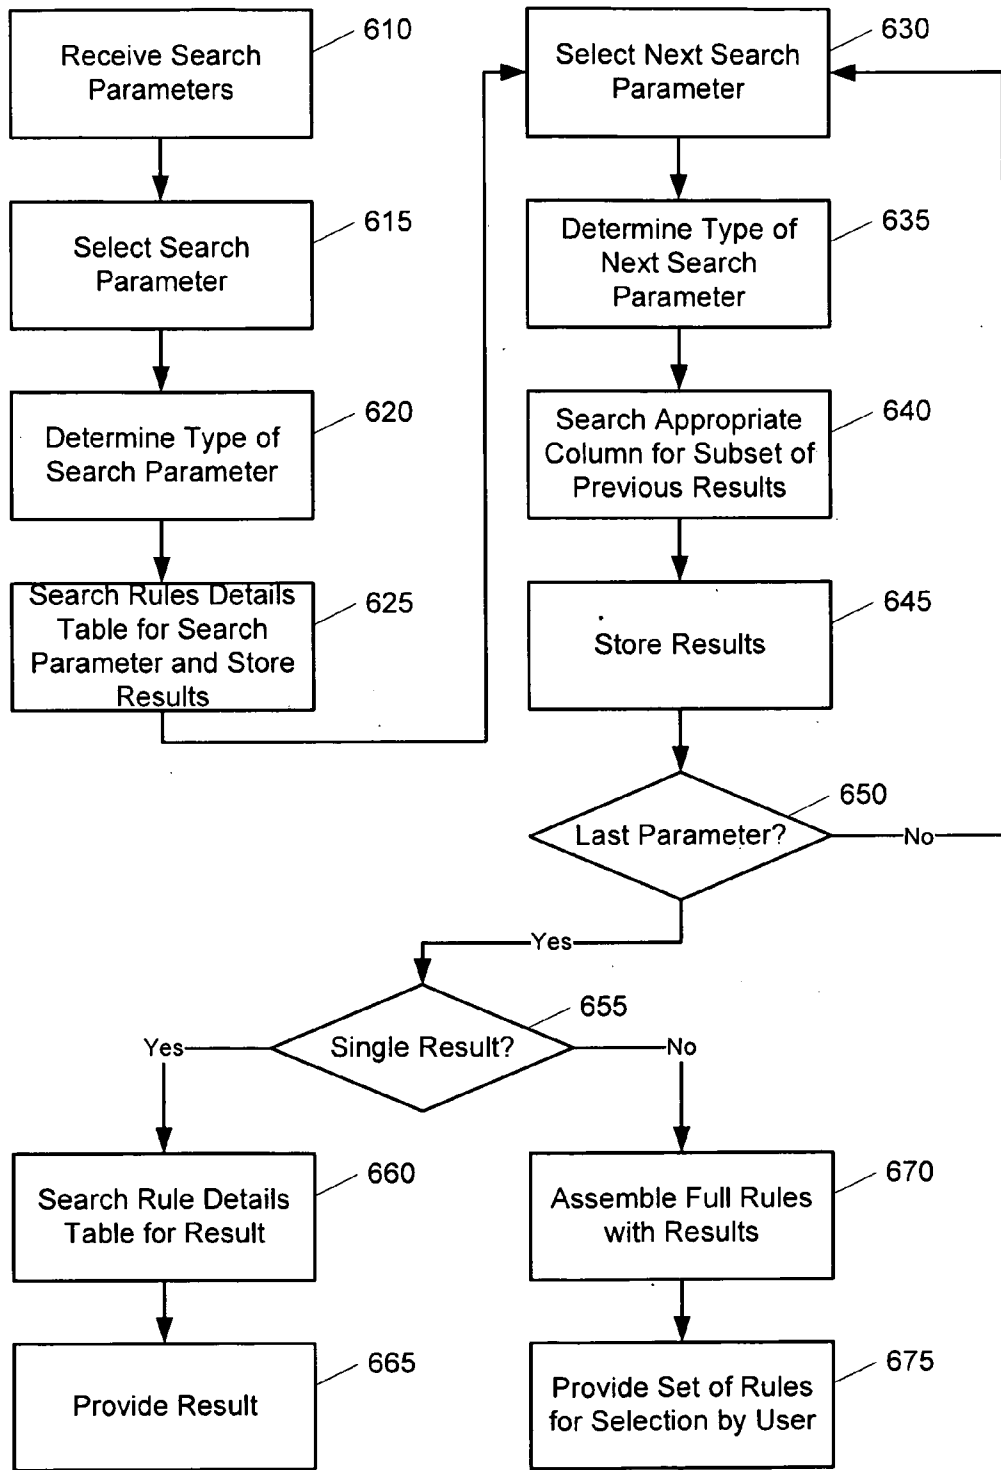 Receive Search
Parameters
610
Select Search
Parameter
615
Determine Type of
Search Parameter
620
Search Rules Details
Table for Search
Parameter and Store
Results
625
Select Next Search
Parameter
630
Determine Type of
Next Search
Parameter
635
Search Appropriate
Column for Subset of
Previous Results
640
Store Results
645
Last Parameter?
650
No
Yes
Single Result?
655
Yes
No
Search Rule Details
Table for Result
660
Provide Result
665
Assemble Full Rules
with Results
670
Provide Set of Rules
for Selection by User
675